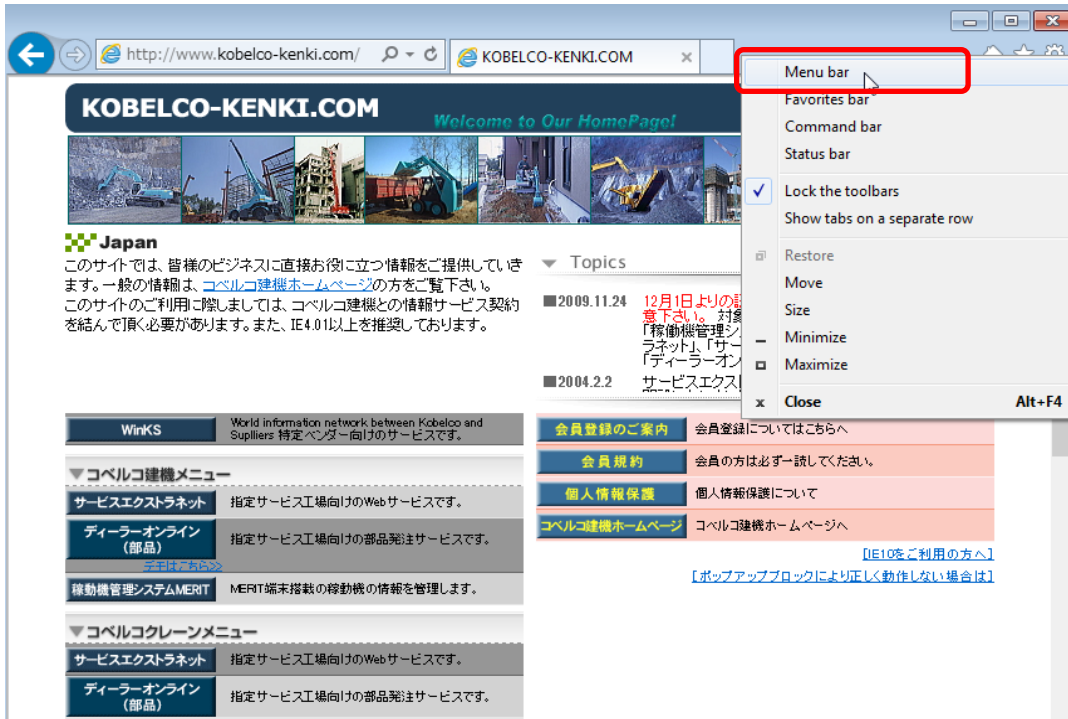 http://www.kobelco-kenki.com/
KOBELCO-KENKI.COM
Menu bar
Favorites bar
Command bar
Status bar
Lock the toolbars
Show tabs on a separate row
Restore
Move
Size
Minimize
Maximize
Close Alt+F4
KOBELCO-KENKI.COM
Welcome to Our HomePage!
Japan
このサイトでは、皆様のビジネスに直接お役に立つ情報をご提供していき
ます。一般の情報は、コベルコ建機ホームページの方をご覧下さい。
このサイトのご利用に際しましては、コベルコ建機との情報サービス契約
を結んで頂く必要があります。また、IE4.01以上を推奨しております。
Topics
■2009.11.24 12月1日よりの
意下さい。 対象
「稼働機管理シ
ラネット」、「サー
「ディーラーオン
■2004.2.2 サービスエクス
WinKS
World information network between Kobelco and
Supliers 特定ベンダー向けのサービスです。
▼コベルコ建機メニュー
サービスエクストラネット 指定サービス工場向けのWebサービスです。
ディーラーオンライン
(部品)
指定サービス工場向けの部品発注サービスです。
デモはこちら>>
稼動機管理システムMERIT MERIT端末搭載の稼動機の情報を管理します。
▼コベルコクレーンメニュー
サービスエクストラネット 指定サービス工場向けのWebサービスです。
ディーラーオンライン
(部品)
指定サービス工場向けの部品発注サービスです。
会員登録のご案内 会員登録についてはこちらへ
会員規約 会員の方は必ず一読してください。
個人情報保護 個人情報保護について
コベルコ建機ホームページ コベルコ建機ホームページへ
[IE10をご利用の方へ]
[ポップアップブロックにより正しく動作しない場合は]